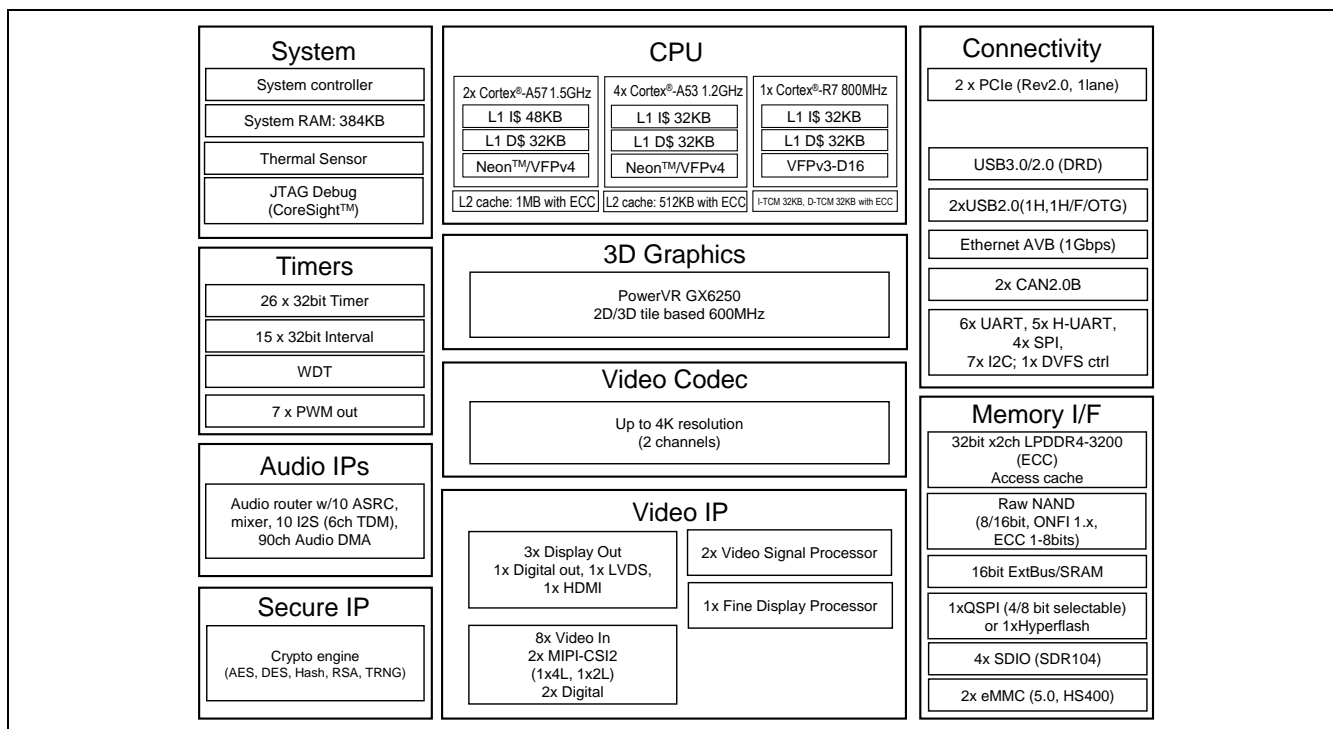 System
System controller
System RAM: 384KB
Thermal Sensor
JTAG Debug
(CoreSight™)
Timers
26 x 32bit Timer
15 x 32bit Interval
WDT
7 x PWM out
Audio IPs
Audio router w/10 ASRC,
mixer, 10 I2S (6ch TDM),
90ch Audio DMA
Secure IP
Crypto engine
(AES, DES, Hash, RSA, TRNG)
CPU
2x Cortex®-A57 1.5GHz
L1 I$ 48KB
L1 D$ 32KB
Neon™/VFPv4
L2 cache: 1MB with ECC
4x Cortex®-A53 1.2GHz
L1 I$ 32KB
L1 D$ 32KB
Neon™/VFPv4
L2 cache: 512KB with ECC
1x Cortex®-R7 800MHz
L1 I$ 32KB
L1 D$ 32KB
VFPv3-D16
I-TCM 32KB, D-TCM 32KB with ECC
3D Graphics
PowerVR GX6250
2D/3D tile based 600MHz
Video Codec
Up to 4K resolution
(2 channels)
Video IP
3x Display Out
1x Digital out, 1x LVDS,
1x HDMI
2x Video Signal Processor
1x Fine Display Processor
8x Video In
2x MIPI-CSI2
(1x4L, 1x2L)
2x Digital
Connectivity
2 x PCIe (Rev2.0, 1lane)
USB3.0/2.0 (DRD)
2xUSB2.0(1H,1H/F/OTG)
Ethernet AVB (1Gbps)
2x CAN2.0B
6x UART, 5x H-UART,
4x SPI,
7x I2C; 1x DVFS ctrl
Memory I/F
32bit x2ch LPDDR4-3200
(ECC)
Access cache
Raw NAND
(8/16bit, ONFI 1.x,
ECC 1-8bits)
16bit ExtBus/SRAM
1xQSPI (4/8 bit selectable)
or 1xHyperflash
4x SDIO (SDR104)
2x eMMC (5.0, HS400)